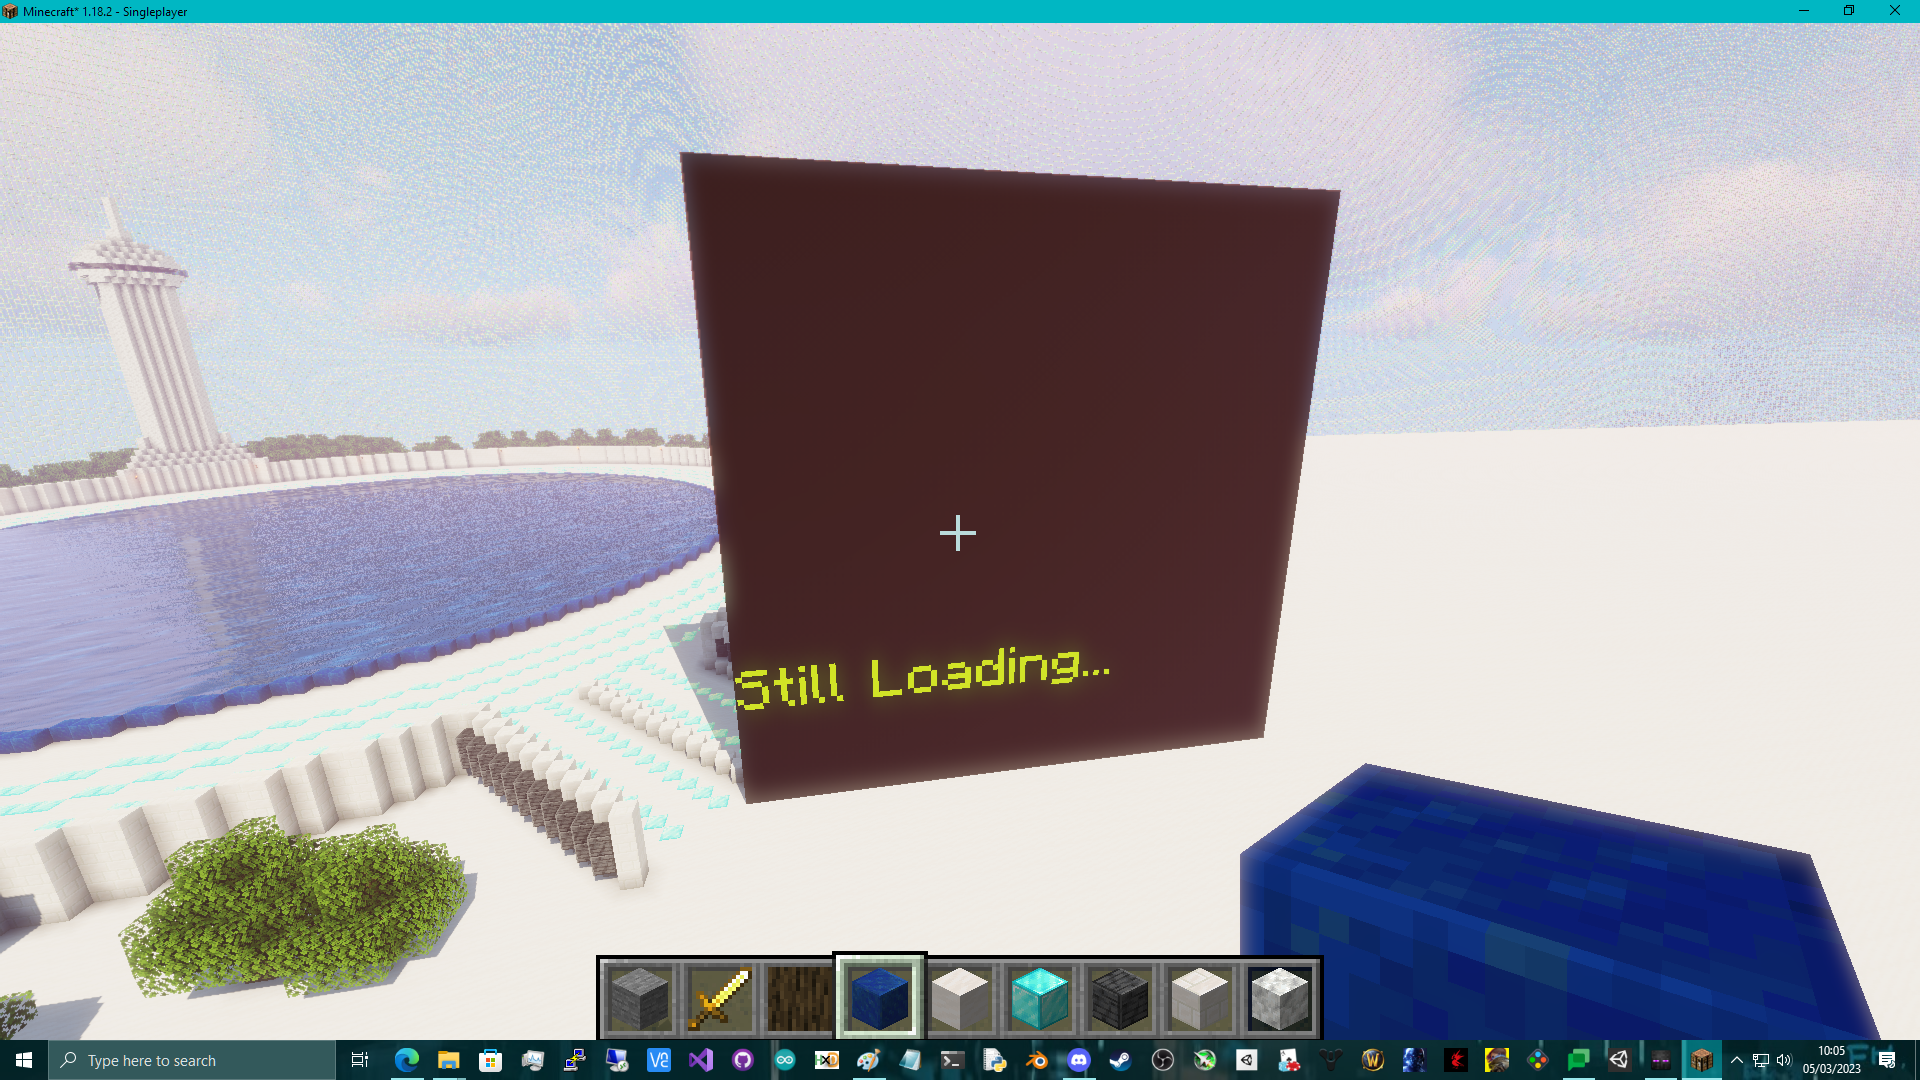 Minecraft* 1.18.2 - Singleplayer
Still Loading...
Type here to search
10:05
05/03/2023